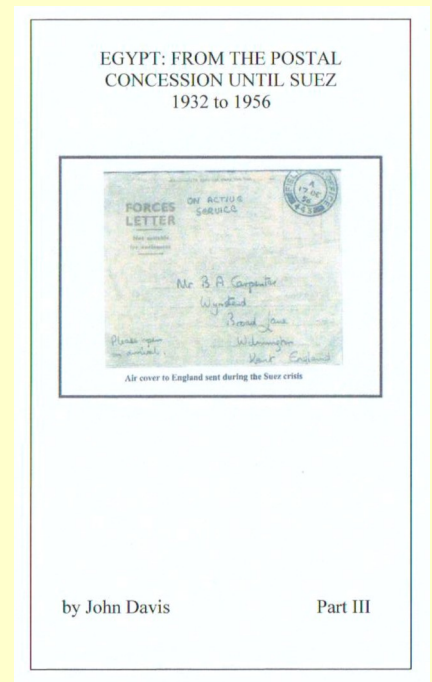 EGYPT: FROM THE POSTAL
CONCESSION UNTIL SUEZ
1932 to 1956
FORCES
LETTER
ON ACTIVE
SERVICE
Mr B A Carpenter
Wynstead
Broad Lane
Wilmington
Kent England
Please open
on arrival
Air cover to England sent during the Suez crisis
by John Davis
Part III